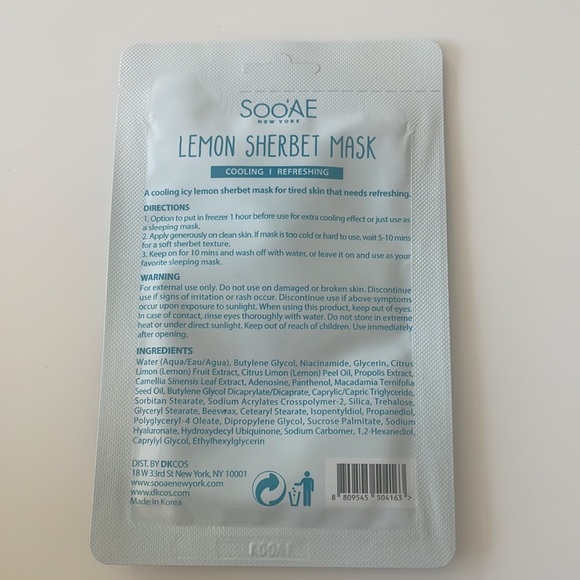 SOO'AE
NEW YORK
LEMON SHERBET MASK
COOLING | REFRESHING
A cooling icy lemon sherbet mask for tired skin that needs refreshing.
DIRECTIONS
1. Option to put in freezer 1 hour before use for extra cooling effect or just use as
a sleeping mask.
2. Apply generously on clean skin. If mask is too cold or hard to use, wait 5-10 mins
for a soft sherbet texture.
3. Keep on for 10 mins and wash off with water, or leave it on and use as your
favorite sleeping mask.
WARNING
For external use only. Do not use on damaged or broken skin. Discontinue
use if signs of irritation or rash occur. Discontinue use if above symptoms
occur upon exposure to sunlight. When using this product, keep out of eyes.
In case of contact, rinse eyes thoroughly with water. Do not store in extreme
heat or under direct sunlight. Keep out of reach of children. Use immediately
after opening.
INGREDIENTS
Water (Aqua/Eau/Agua), Butylene Glycol, Niacinamide, Glycerin, Citrus
Limon (Lemon) Fruit Extract, Citrus Limon (Lemon) Peel Oil, Propolis Extract,
Camellia Sinensis Leaf Extract, Adenosine, Panthenol, Macadamia Ternifolia
Seed Oil, Butylene Glycol Dicaprylate/Dicaprate, Caprylic/Capric Triglyceride,
Sorbitan Stearate, Sodium Acrylates Crosspolymer-2, Silica, Trehalose,
Glyceryl Stearate, Beeswax, Cetearyl Stearate, Isopentyldiol, Propanediol,
Polyglyceryl-4 Oleate, Dipropylene Glycol, Sucrose Palmitate, Sodium
Hyaluronate, Hydroxydecyl Ubiquinone, Sodium Carbomer, 1,2-Hexanediol,
Caprylyl Glycol, Ethylhexylglycerin
DIST. BY DKCOS
18 W 33rd St New York, NY 10001
www.sooaenewyork.com
www.dkcos.com
Made in Korea
8 809545 504163 >